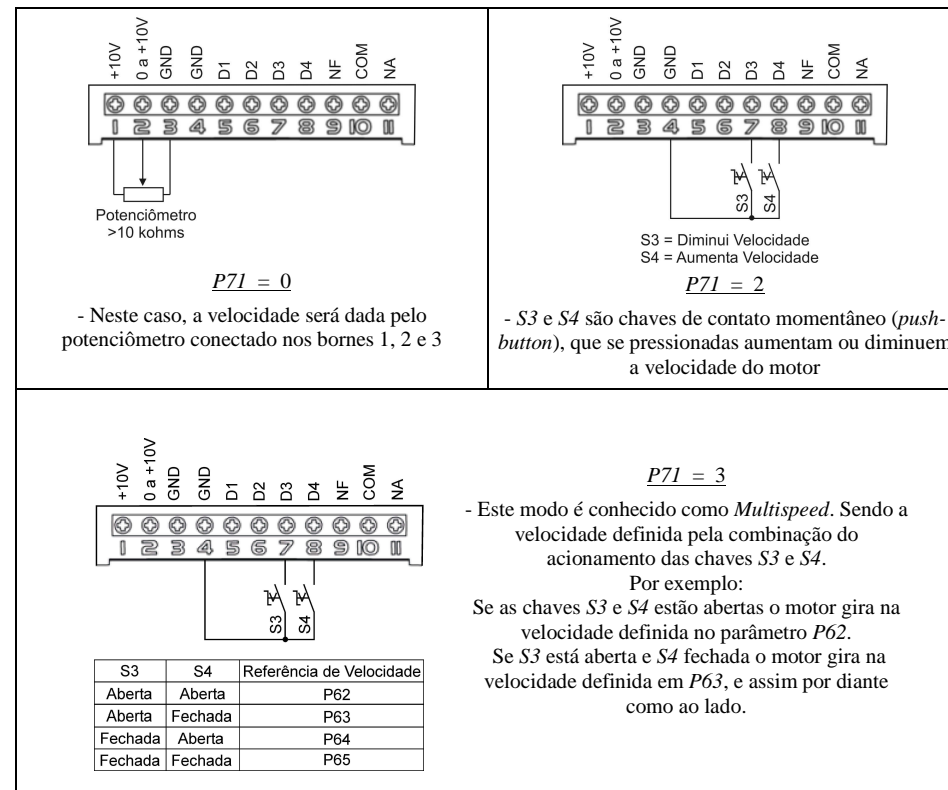 +10V
0 a +10V
GND
GND
D1
D2
D3
D4
NF
COM
NA
1 2 3 4 5 6 7 8 9 10 11
Potenciômetro
>10 kohms
P71 = 0
- Neste caso, a velocidade será dada pelo
potenciômetro conectado nos bornes 1, 2 e 3
+10V
0 a +10V
GND
GND
D1
D2
D3
D4
NF
COM
NA
1 2 3 4 5 6 7 8 9 10 11
S3
S4
S3 = Diminui Velocidade
S4 = Aumenta Velocidade
P71 = 2
- S3 e S4 são chaves de contato momentâneo (push-
button), que se pressionadas aumentam ou diminuem
a velocidade do motor
+10V
0 a +10V
GND
GND
D1
D2
D3
D4
NF
COM
NA
1 2 3 4 5 6 7 8 9 10 11
S3
S4
S3 S4 Referência de Velocidade
Aberta Aberta P62
Aberta Fechada P63
Fechada Aberta P64
Fechada Fechada P65
P71 = 3
- Este modo é conhecido como Multispeed. Sendo a
velocidade definida pela combinação do
acionamento das chaves S3 e S4.
Por exemplo:
Se as chaves S3 e S4 estão abertas o motor gira na
velocidade definida no parâmetro P62.
Se S3 está aberta e S4 fechada o motor gira na
velocidade definida em P63, e assim por diante
como ao lado.